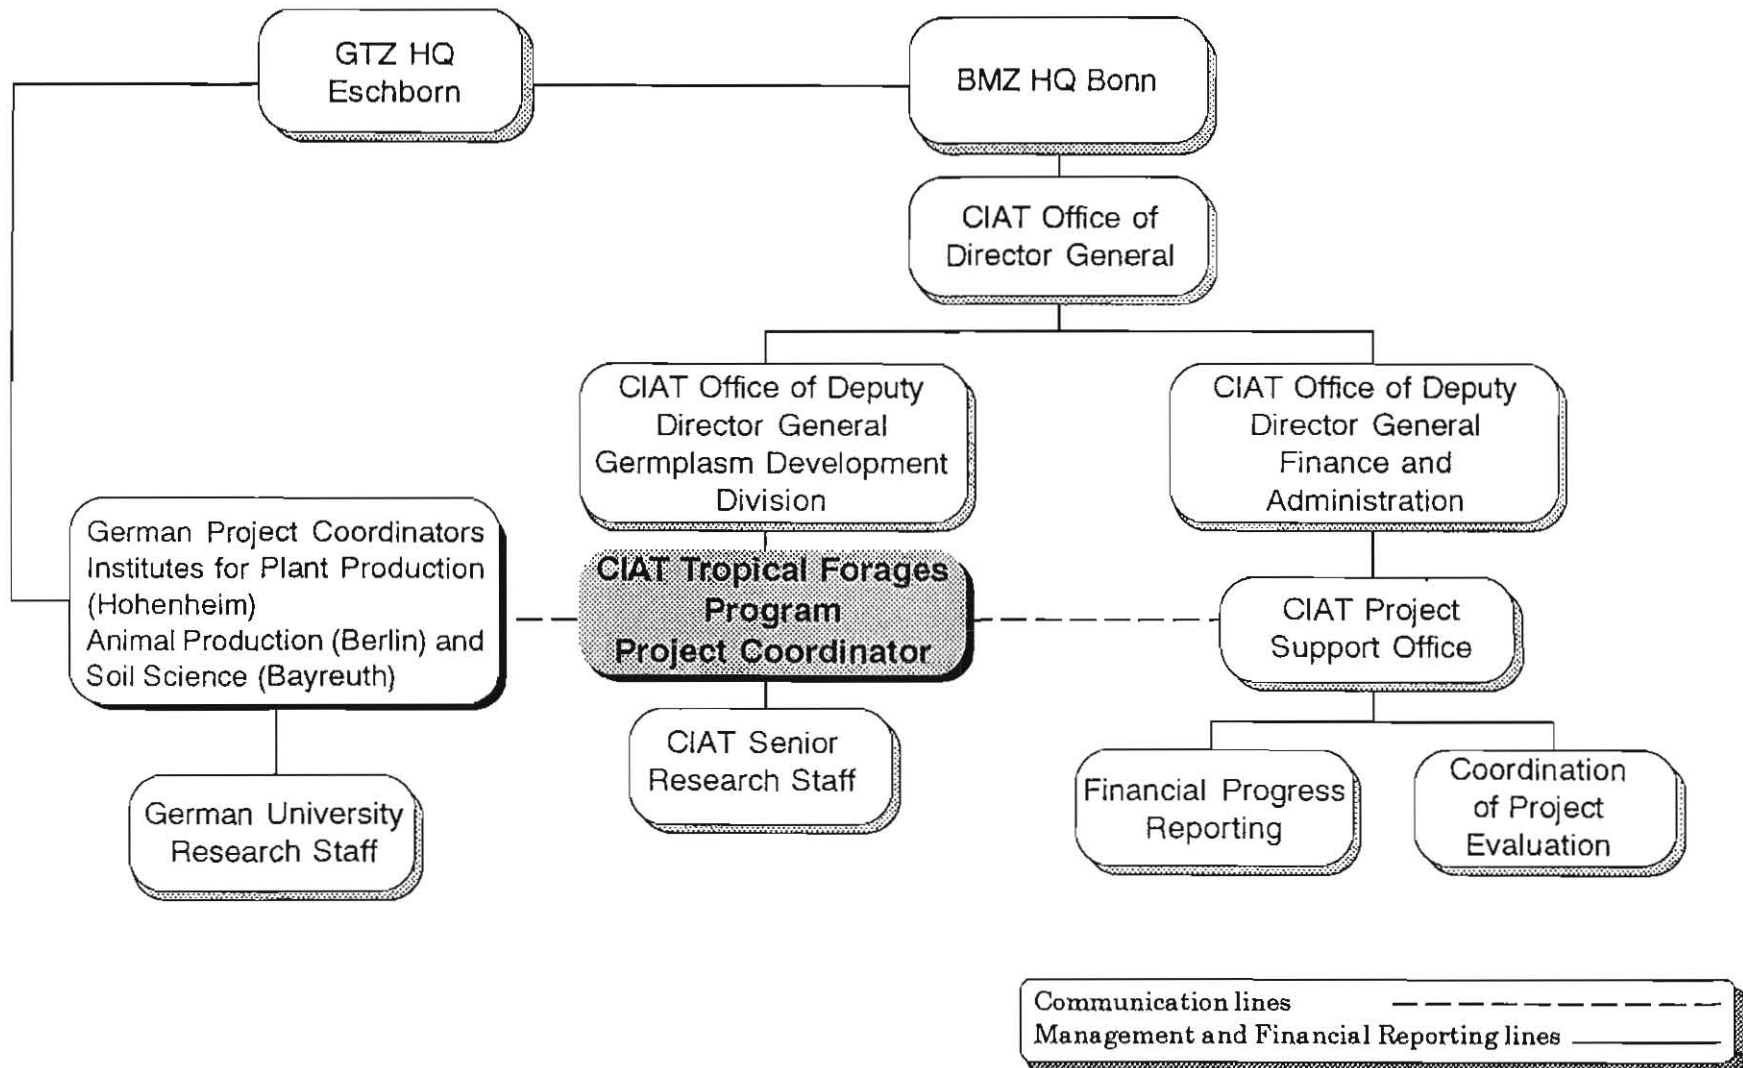 GTZ HQ
Eschborn
BMZ HQ Bonn
CIAT Office of
Director General
CIAT Office of Deputy
Director General
Germplasm Development
Division
CIAT Office of Deputy
Director General
Finance and
Administration
German Project Coordinators
Institutes for Plant Production
(Hohenheim)
Animal Production (Berlin) and
Soil Science (Bayreuth)
CIAT Tropical Forages
Program
Project Coordinator
CIAT Project
Support Office
German University
Research Staff
CIAT Senior
Research Staff
Financial Progress
Reporting
Coordination
of Project
Evaluation
Communication lines
Management and Financial Reporting lines